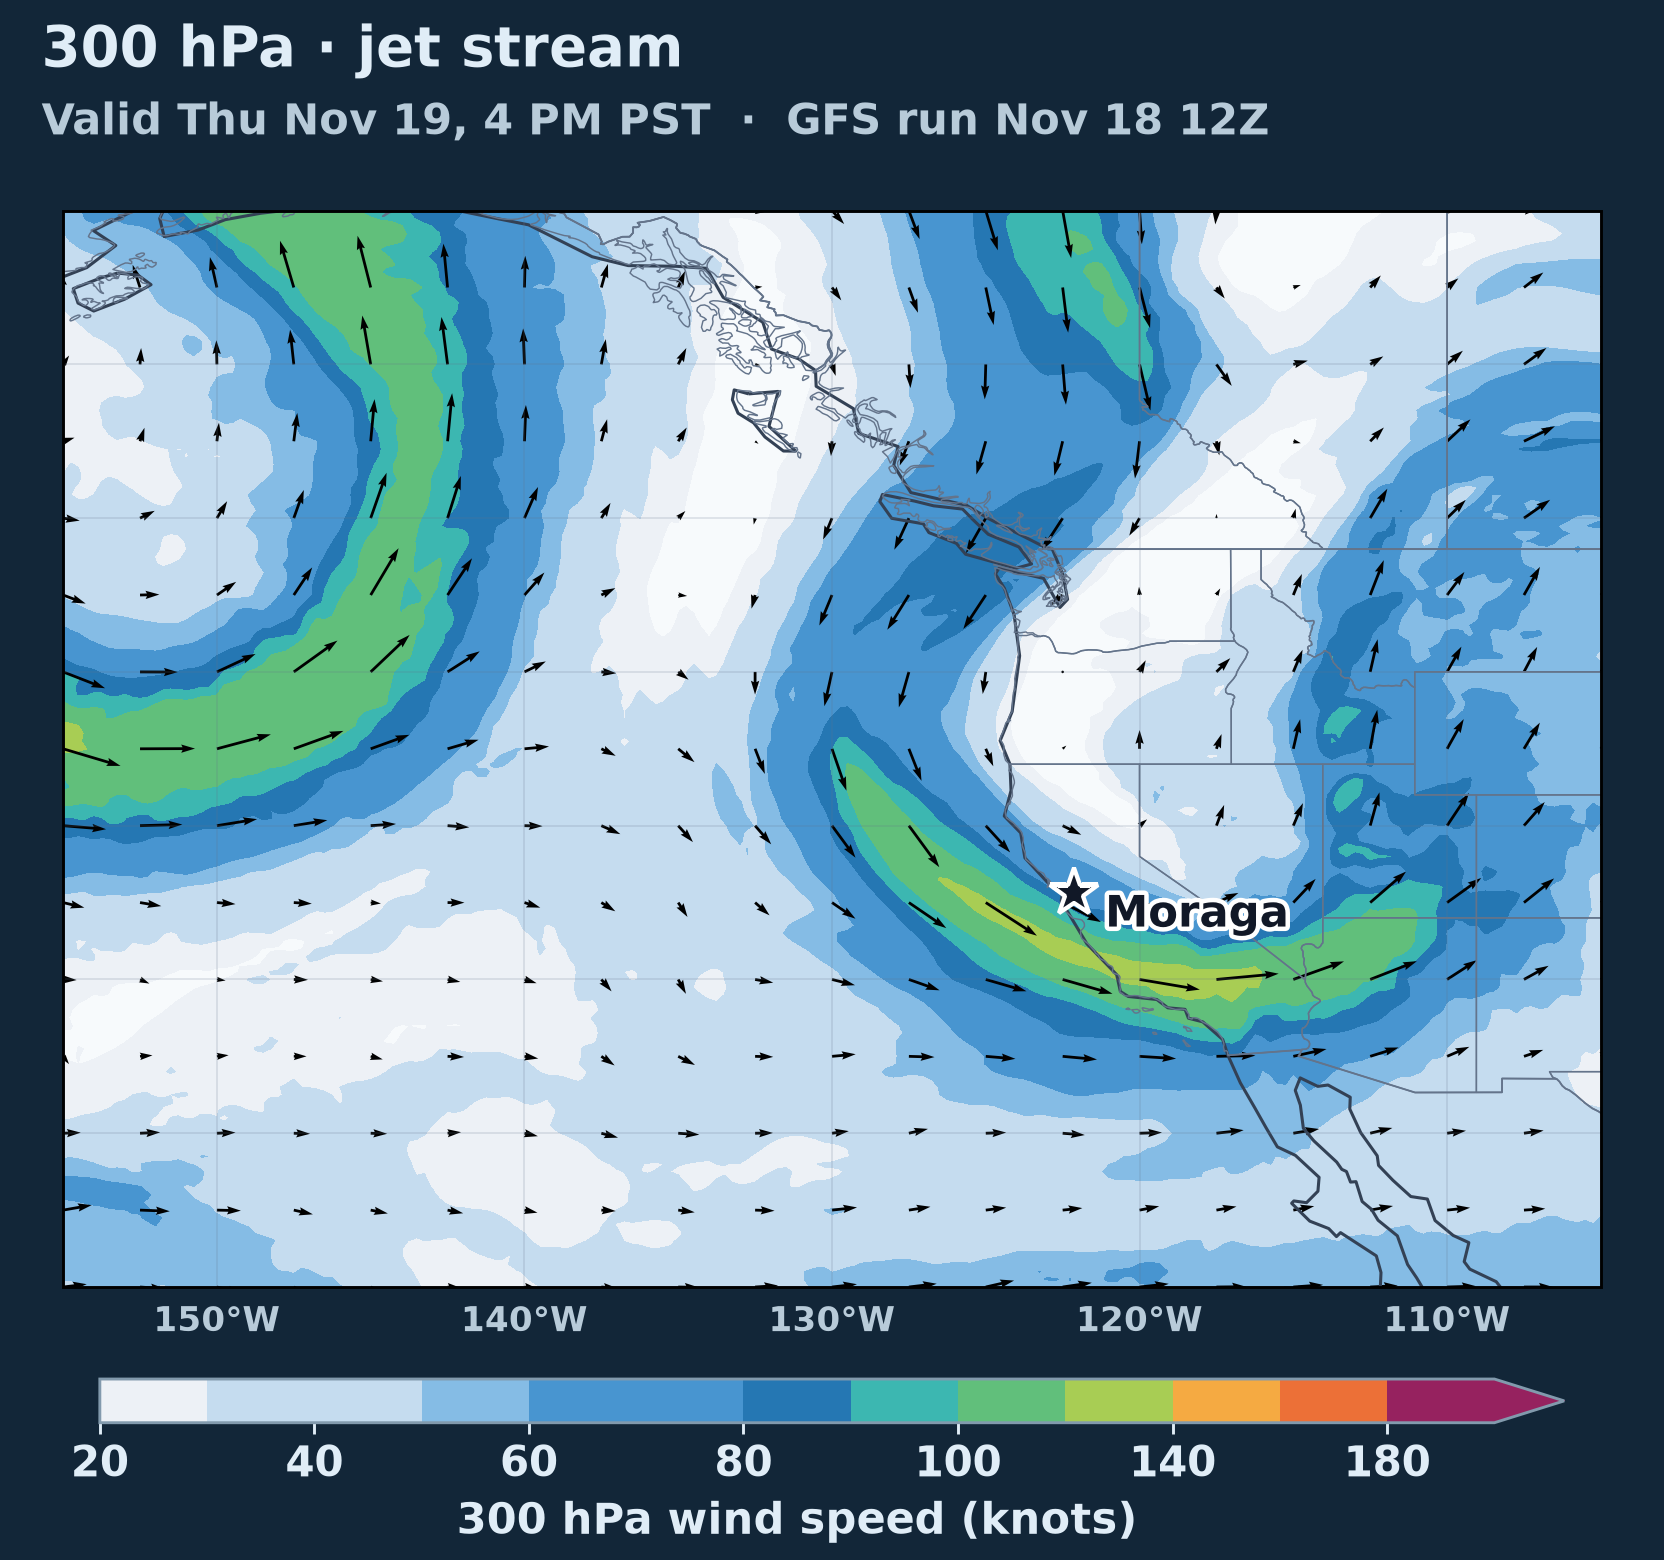 300 hPa · jet stream
Valid Thu Nov 19, 4 PM PST · GFS run Nov 18 12Z
Moraga
150°W 140°W 130°W 120°W 110°W
20 40 60 80 100 140 180
300 hPa wind speed (knots)